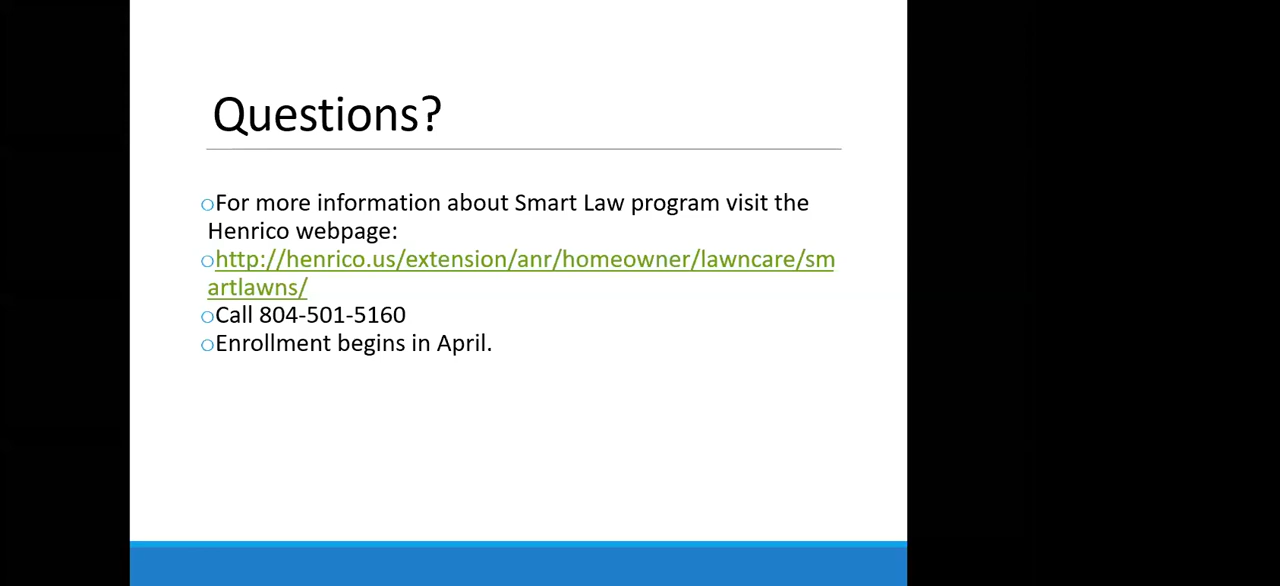 Questions?
For more information about Smart Law program visit the
Henrico webpage:
http://henrico.us/extension/anr/homeowner/lawncare/sm
artlawns/
Call 804-501-5160
Enrollment begins in April.